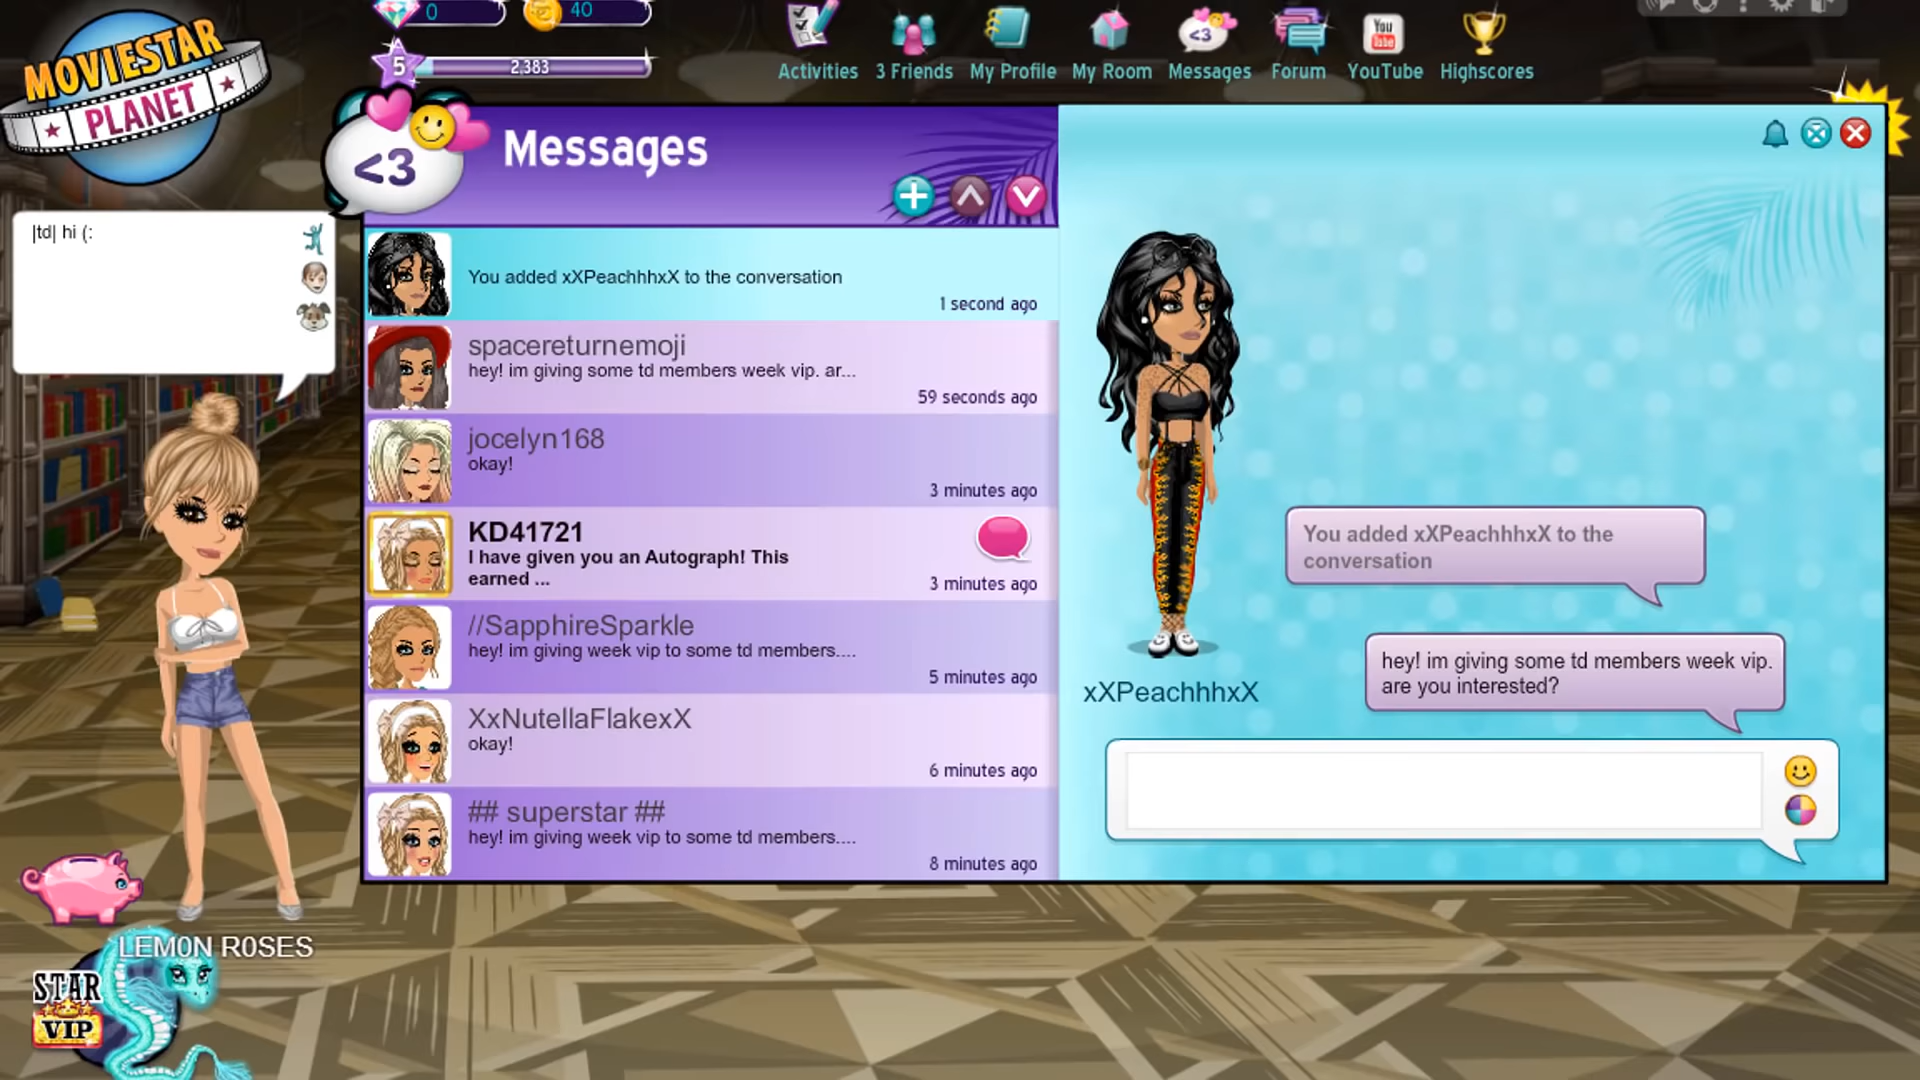 0
40
5
2,383
MOVIESTAR
PLANET
Activities
3 Friends
My Profile
My Room
Messages
Forum
YouTube
Highscores
<3
You
Tube
<3
Messages
|td| hi (:
You added xXPeachhhxX to the conversation
1 second ago
spacereturnemoji
hey! im giving some td members week vip. ar...
59 seconds ago
jocelyn168
okay!
3 minutes ago
KD41721
I have given you an Autograph! This
earned ...
3 minutes ago
//SapphireSparkle
hey! im giving week vip to some td members....
5 minutes ago
XxNutellaFlakexX
okay!
6 minutes ago
## superstar ##
hey! im giving week vip to some td members....
8 minutes ago
You added xXPeachhhxX to the
conversation
hey! im giving some td members week vip.
are you interested?
xXPeachhhxX
LEM0N R0SES
STAR
VIP